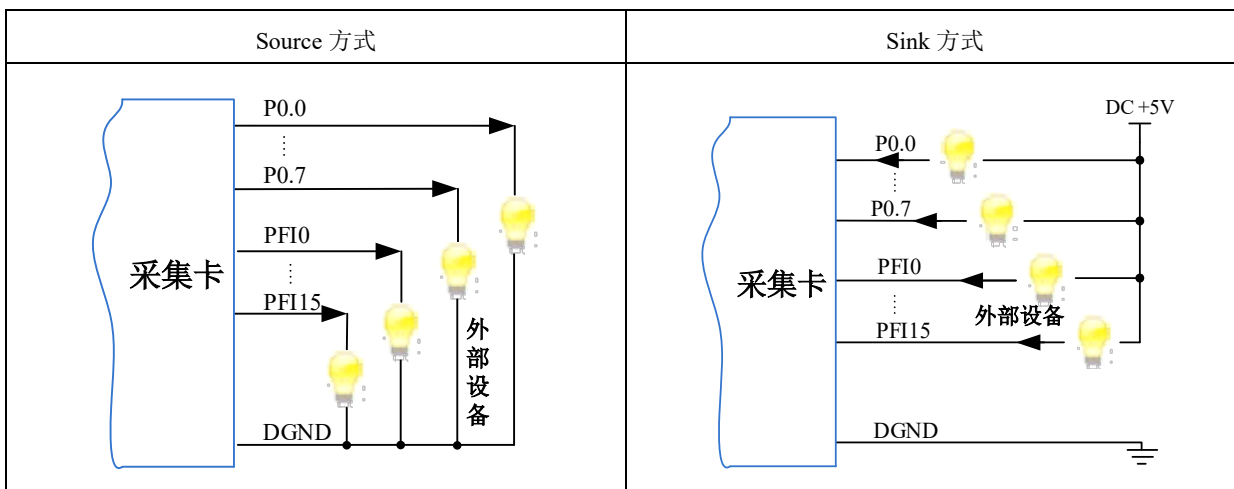 Source 方式
Sink 方式
P0.0
P0.7
PFI0
PFI15
DGND
采集卡
外
部
设
备
DC +5V
P0.0
P0.7
PFI0
PFI15
DGND
采集卡
外部设备